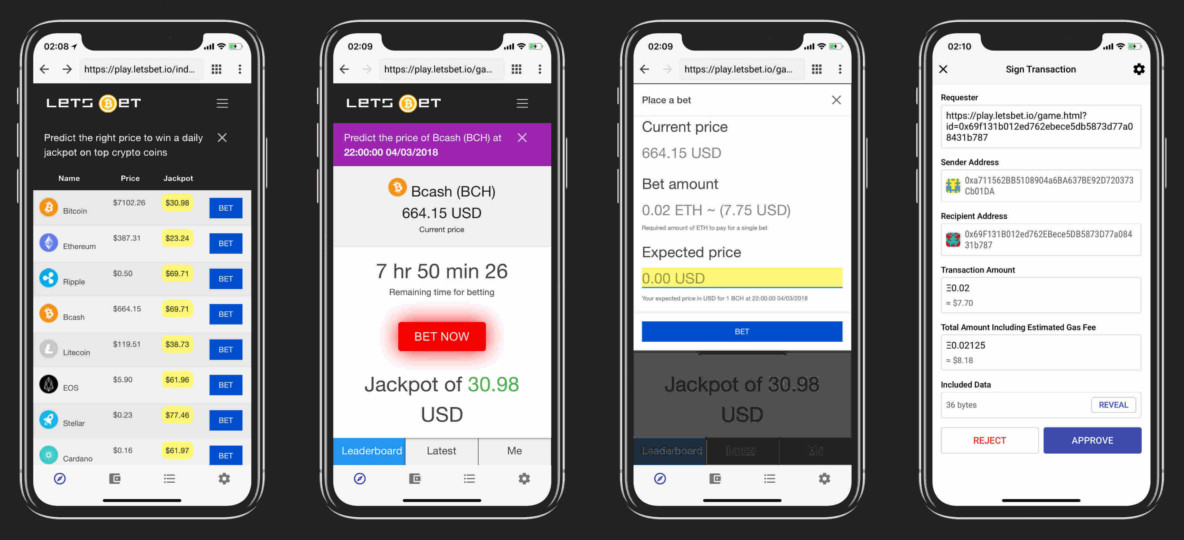 02:08
https://play.letsbet.io/ind...
LETS BET
Predict the right price to win a daily
jackpot on top crypto coins
Name Price Jackpot
Bitcoin $7102.26 $30.98 BET
Ethereum $387.31 $23.24 BET
Ripple $0.50 $69.71 BET
Bcash $664.15 $69.71 BET
Litecoin $119.51 $38.73 BET
EOS $5.90 $61.96 BET
Stellar $0.23 $77.46 BET
Cardano $0.16 $61.97 BET
02:09
https://play.letsbet.io/ga...
LETS BET
Predict the price of Bcash (BCH) at
22:00:00 04/03/2018
Bcash (BCH)
664.15 USD
Current price
7 hr 50 min 26
Remaining time for betting
BET NOW
Jackpot of 30.98
USD
Leaderboard Latest Me
02:09
https://play.letsbet.io/ga...
Place a bet
Current price
664.15 USD
Bet amount
0.02 ETH ~ (7.75 USD)
Required amount of ETH to pay for a single bet
Expected price
0.00 USD
Your expected price in USD for 1 BCH at 22:00:00 04/03/2018
BET
Jackpot of 30.98
USD
Leaderboard Latest Me
02:10
Sign Transaction
Requester
https://play.letsbet.io/game.html?
id=0x69f131b012ed762ebece5db5873d77a0
8431b787
Sender Address
0xa711562BB5108904a6BA637BE92D720373
Cb01DA
Recipient Address
0x69F131B012ed762EBece5DB5873D77a084
31b787
Transaction Amount
Ξ0.02
≈ $7.70
Total Amount Including Estimated Gas Fee
Ξ0.02125
≈ $8.18
Included Data
36 bytes REVEAL
REJECT APPROVE